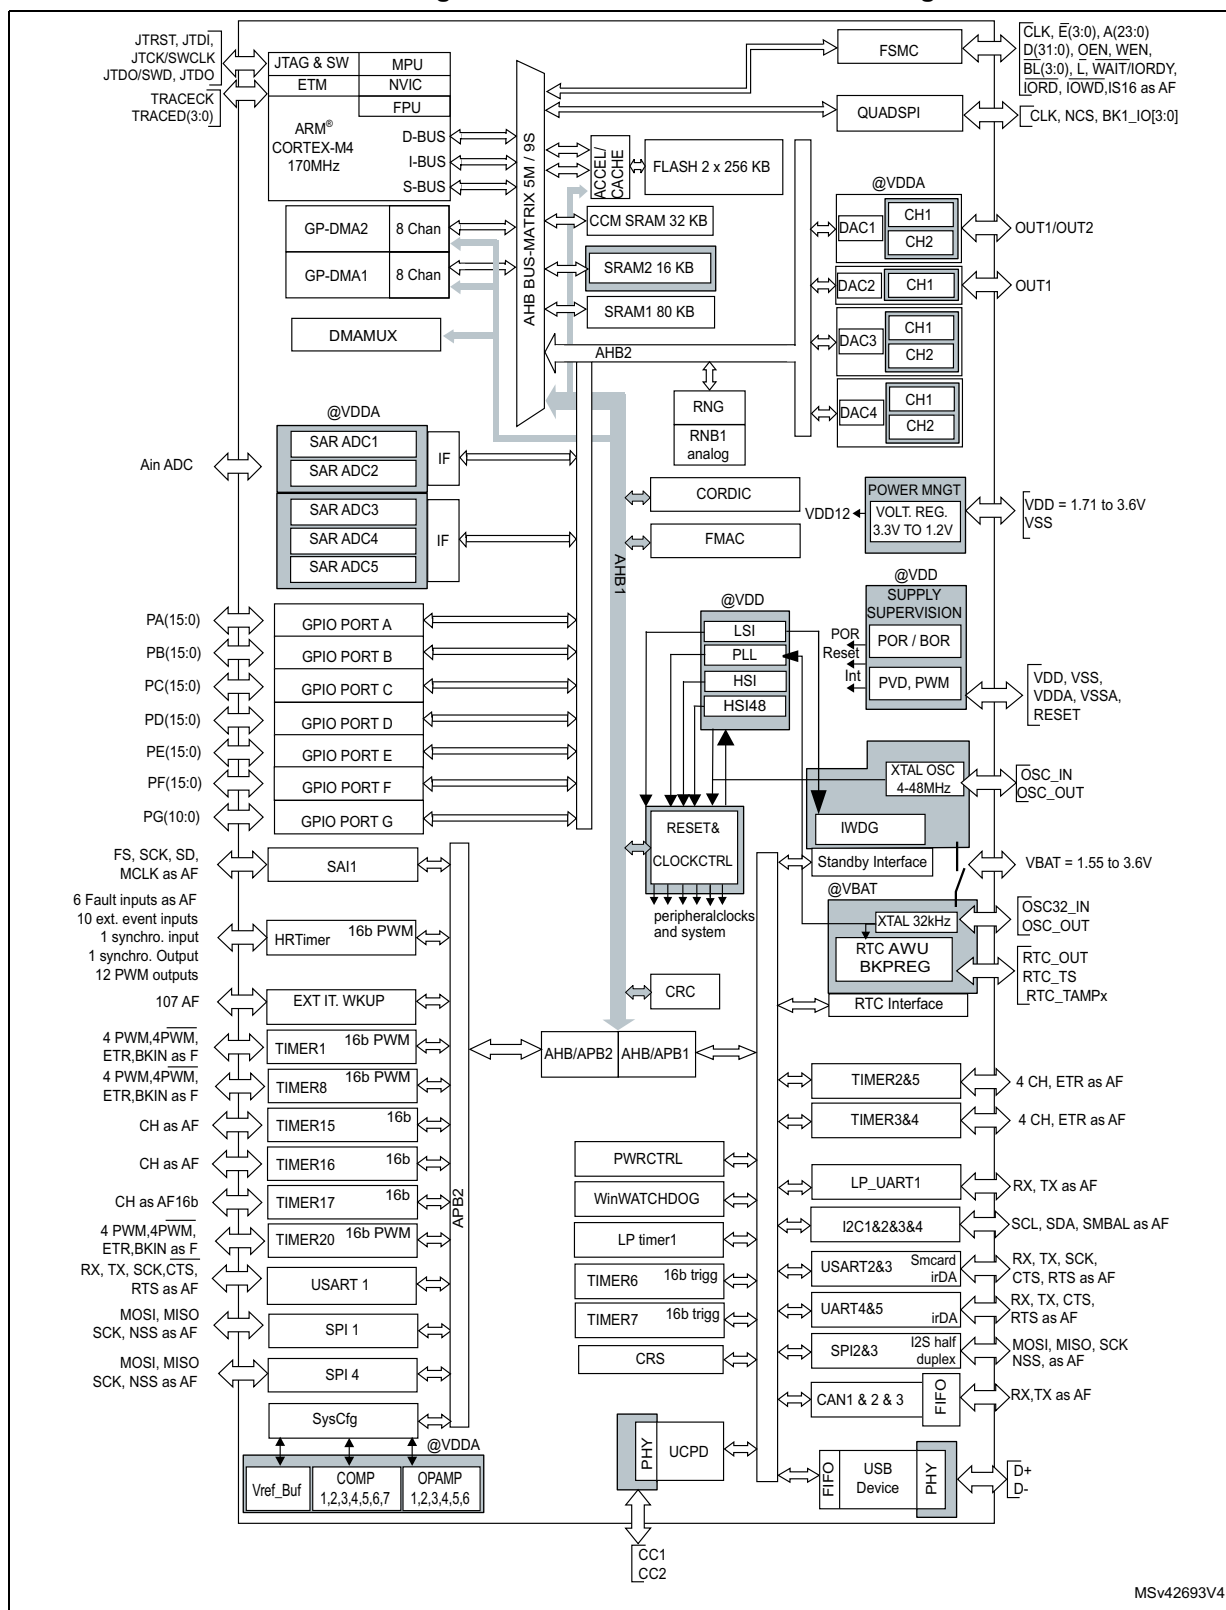 JTRST, JTDI,
JTCK/SWCLK
JTDO/SWD, JTDO
TRACECK
TRACED(3:0)
JTAG & SW
MPU
ETM
NVIC
FPU
ARM®
CORTEX-M4
170MHz
D-BUS
I-BUS
S-BUS
GP-DMA2
8 Chan
GP-DMA1
8 Chan
DMAMUX
AHB BUS-MATRIX 5M / 9S
FSMC
CLK, E(3:0), A(23:0)
D(31:0), OEN, WEN,
BL(3:0), L, WAIT/IORDY,
IORD, IOWD,IS16 as AF
QUADSPI
CLK, NCS, BK1_IO[3:0]
ACCEL/
CACHE
FLASH 2 x 256 KB
CCM SRAM 32 KB
SRAM2 16 KB
SRAM1 80 KB
AHB2
RNG
RNB1
analog
@VDDA
DAC1
CH1
CH2
OUT1/OUT2
DAC2
CH1
OUT1
DAC3
CH1
CH2
DAC4
CH1
CH2
@VDDA
Ain ADC
SAR ADC1
SAR ADC2
IF
SAR ADC3
SAR ADC4
SAR ADC5
IF
CORDIC
FMAC
AHB1
POWER MNGT
VOLT. REG.
3.3V TO 1.2V
VDD12
VDD = 1.71 to 3.6V
VSS
@VDD
SUPPLY
SUPERVISION
POR / BOR
PVD, PWM
POR
Reset
Int
VDD, VSS,
VDDA, VSSA,
RESET
@VDD
LSI
PLL
HSI
HSI48
PA(15:0)
GPIO PORT A
PB(15:0)
GPIO PORT B
PC(15:0)
GPIO PORT C
PD(15:0)
GPIO PORT D
PE(15:0)
GPIO PORT E
PF(15:0)
GPIO PORT F
PG(10:0)
GPIO PORT G
XTAL OSC
4-48MHz
OSC_IN
OSC_OUT
IWDG
Standby Interface
RESET&
CLOCKCTRL
peripheralclocks
and system
VBAT = 1.55 to 3.6V
@VBAT
XTAL 32kHz
OSC32_IN
OSC_OUT
RTC AWU
BKPREG
RTC_OUT
RTC_TS
RTC_TAMPx
RTC Interface
CRC
FS, SCK, SD,
MCLK as AF
SAI1
6 Fault inputs as AF
10 ext. event inputs
1 synchro. input
1 synchro. Output
12 PWM outputs
HRTimer
16b PWM
107 AF
EXT IT. WKUP
4 PWM,4PWM,
ETR,BKIN as F
TIMER1
16b PWM
4 PWM,4PWM,
ETR,BKIN as F
TIMER8
16b PWM
CH as AF
TIMER15
16b
CH as AF
TIMER16
16b
CH as AF16b
TIMER17
16b
4 PWM,4PWM,
ETR,BKIN as F
TIMER20
16b PWM
RX, TX, SCK,CTS,
RTS as AF
USART 1
MOSI, MISO
SCK, NSS as AF
SPI 1
MOSI, MISO
SCK, NSS as AF
SPI 4
SysCfg
@VDDA
Vref_Buf
COMP
1,2,3,4,5,6,7
OPAMP
1,2,3,4,5,6
APB2
AHB/APB2
AHB/APB1
PWRCTRL
WinWATCHDOG
LP timer1
TIMER6
16b trigg
TIMER7
16b trigg
CRS
PHY
UCPD
CC1
CC2
TIMER2&5
4 CH, ETR as AF
TIMER3&4
4 CH, ETR as AF
LP_UART1
RX, TX as AF
I2C1&2&3&4
SCL, SDA, SMBAL as AF
USART2&3
Smcard
irDA
RX, TX, SCK,
CTS, RTS as AF
UART4&5
irDA
RX, TX, CTS,
RTS as AF
SPI2&3
I2S half
duplex
MOSI, MISO, SCK
NSS, as AF
CAN1 & 2 & 3
FIFO
RX,TX as AF
FIFO
USB
Device
PHY
D+
D-
MSv42693V4